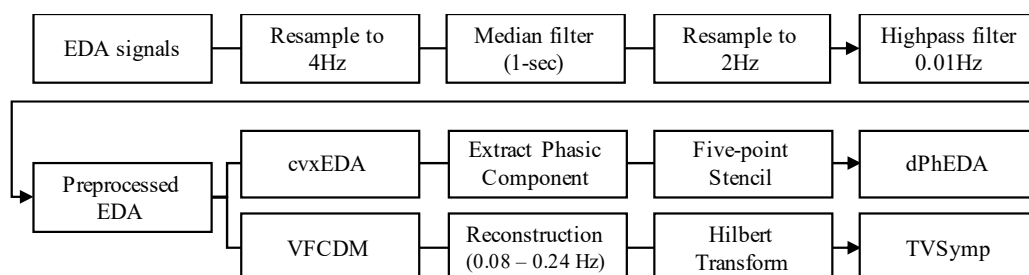 EDA signals
Resample to
4Hz
Median filter
(1-sec)
Resample to
2Hz
Highpass filter
0.01Hz
Preprocessed
EDA
cvxEDA
Extract Phasic
Component
Five-point
Stencil
dPhEDA
VFCDM
Reconstruction
(0.08 – 0.24 Hz)
Hilbert
Transform
TVSymp